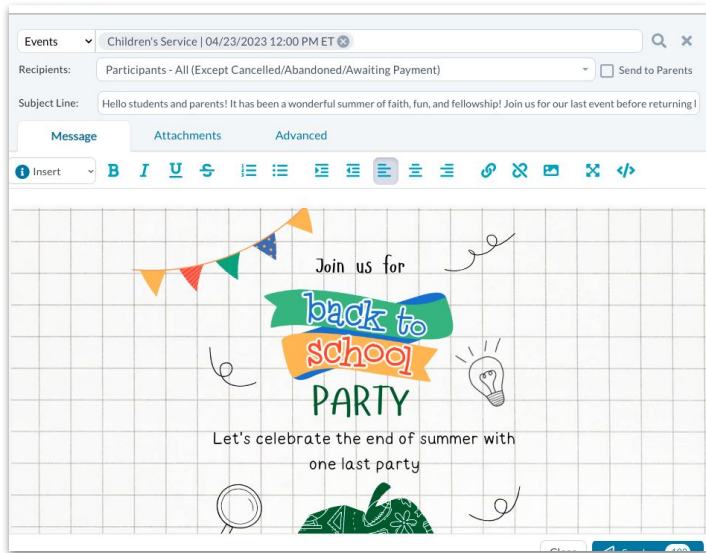 Events
Children's Service | 04/23/2023 12:00 PM ET
Recipients:
Participants - All (Except Cancelled/Abandoned/Awaiting Payment)
Send to Parents
Subject Line:
Hello students and parents! It has been a wonderful summer of faith, fun, and fellowship! Join us for our last event before returning
Message
Attachments
Advanced
Insert
B I U S
Join us for
back to
school
PARTY
Let's celebrate the end of summer with
one last party